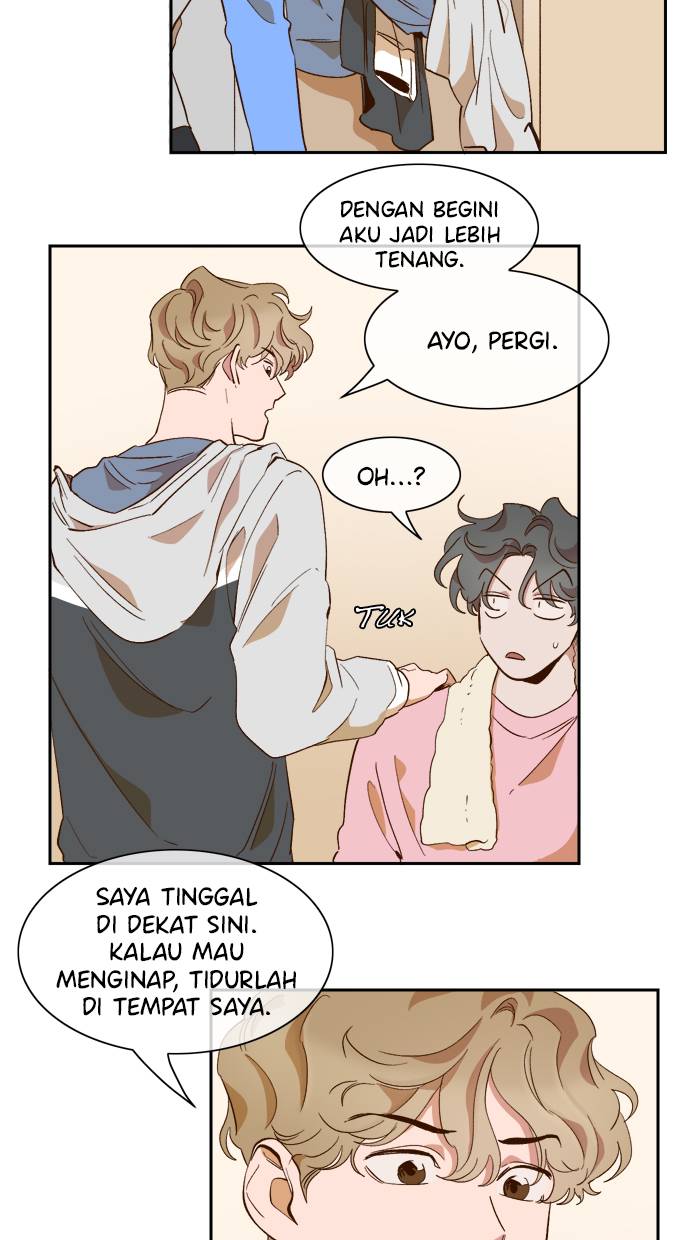 DENGAN BEGINI
AKU JADI LEBIH
TENANG.
AYO, PERGI.
OH...?
TUK
SAYA TINGGAL
DI DEKAT SINI.
KALAU MAU
MENGINAP, TIDURLAH
DI TEMPAT SAYA.